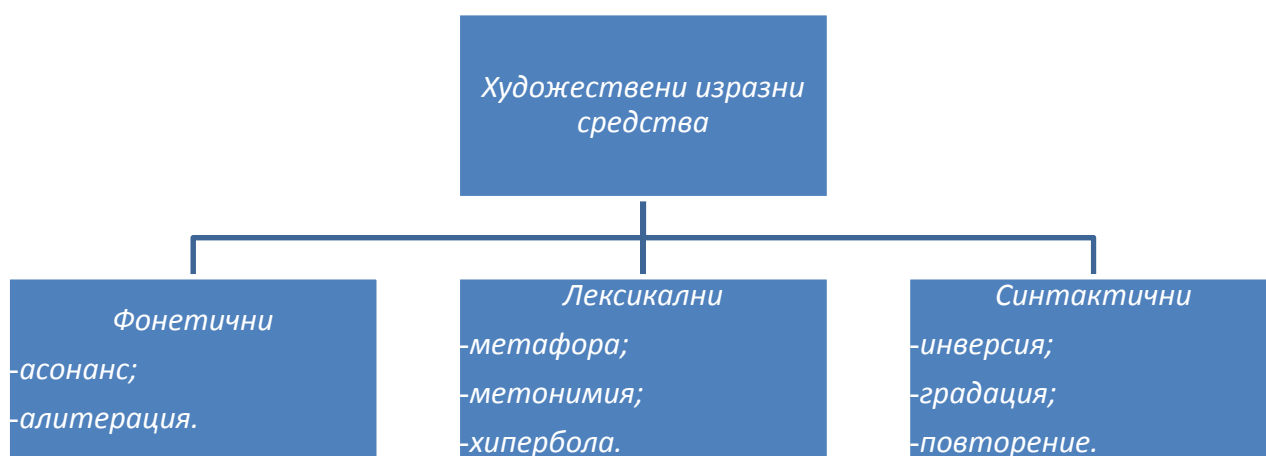 Художествени изразни
средства
Фонетични
-асонанс;
-алитерация.
Лексикални
-метафора;
-метонимия;
-хипербола.
Синтактични
-инверсия;
-градация;
-повторение.